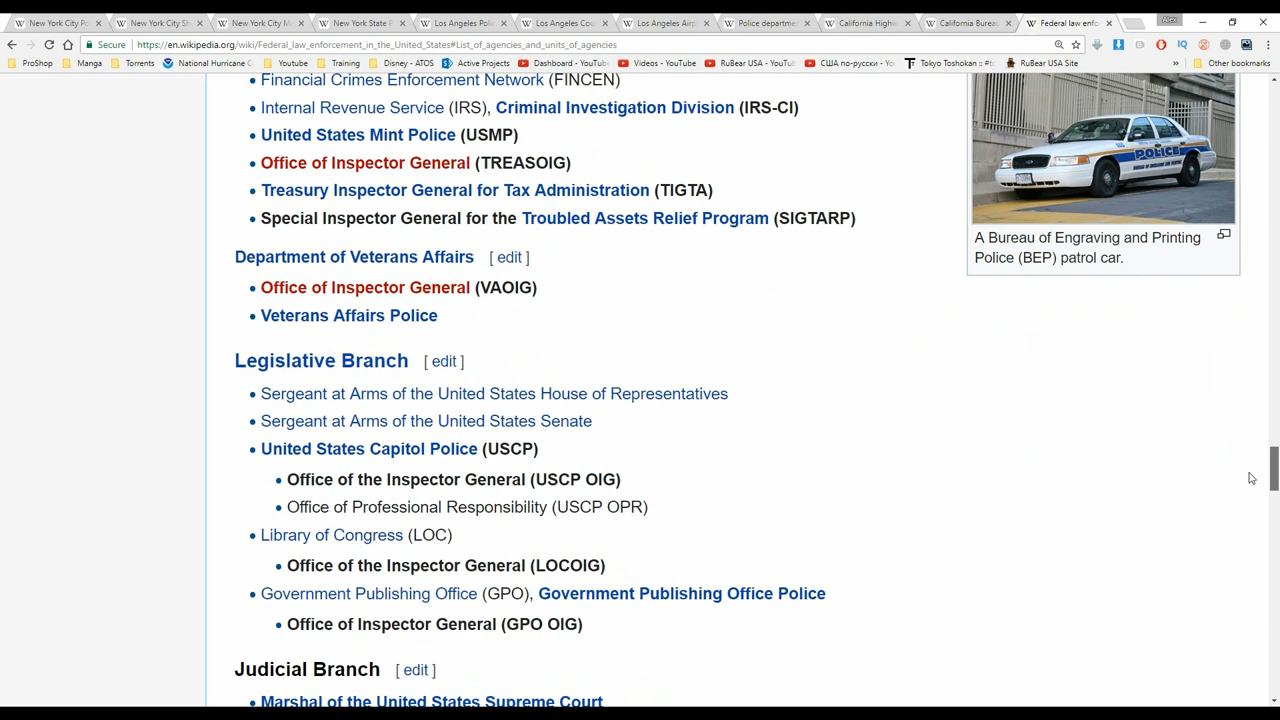 New York City Po
New York City Sh
New York City M
New York State P
Los Angeles Poli
Los Angeles Cou
Los Angeles Airp
Police departmen
California Highw
California Bureau
Federal law enfo
Alex
Secure
https://en.wikipedia.org/wiki/Federal_law_enforcement_in_the_United_States#List_of_agencies_and_units_of_agencies
ProShop
Manga
Torrents
National Hurricane C
Youtube
Training
Disney - ATOS
Active Projects
Dashboard - YouTube
Videos - YouTube
RuBear USA - YouTu
США по-русски - Yo
Tokyo Toshokan :: #to
RuBear USA Site
»
Other bookmarks
Financial Crimes Enforcement Network (FINCEN)
Internal Revenue Service (IRS), Criminal Investigation Division (IRS-CI)
United States Mint Police (USMP)
Office of Inspector General (TREASOIG)
Treasury Inspector General for Tax Administration (TIGTA)
Special Inspector General for the Troubled Assets Relief Program (SIGTARP)
POLICE
A Bureau of Engraving and Printing
Police (BEP) patrol car.
Department of Veterans Affairs [ edit ]
Office of Inspector General (VAOIG)
Veterans Affairs Police
Legislative Branch [ edit ]
Sergeant at Arms of the United States House of Representatives
Sergeant at Arms of the United States Senate
United States Capitol Police (USCP)
Office of the Inspector General (USCP OIG)
Office of Professional Responsibility (USCP OPR)
Library of Congress (LOC)
Office of the Inspector General (LOCOIG)
Government Publishing Office (GPO), Government Publishing Office Police
Office of Inspector General (GPO OIG)
Judicial Branch [ edit ]
Marshal of the United States Supreme Court